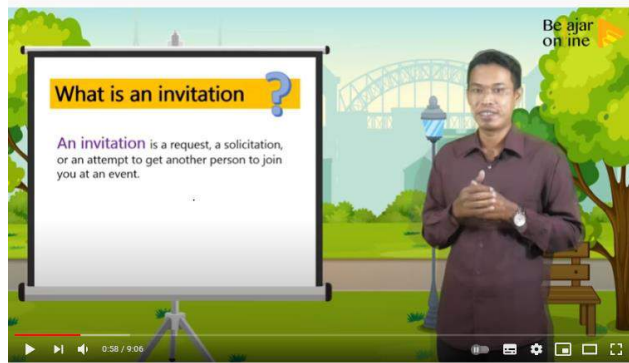 Be ajar
on ine
What is an invitation ?
An invitation is a request, a solicitation,
or an attempt to get another person to join
you at an event.
0:58 / 9:06